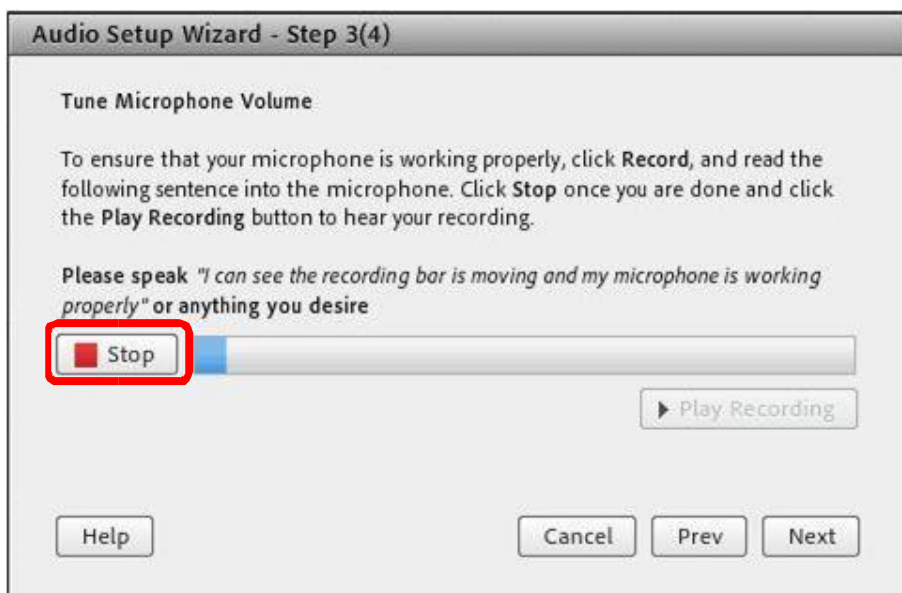 Audio Setup Wizard - Step 3(4)
Tune Microphone Volume
To ensure that your microphone is working properly, click Record, and read the
following sentence into the microphone. Click Stop once you are done and click
the Play Recording button to hear your recording.
Please speak "I can see the recording bar is moving and my microphone is working
properly" or anything you desire
Stop
Play Recording
Help Cancel Prev Next